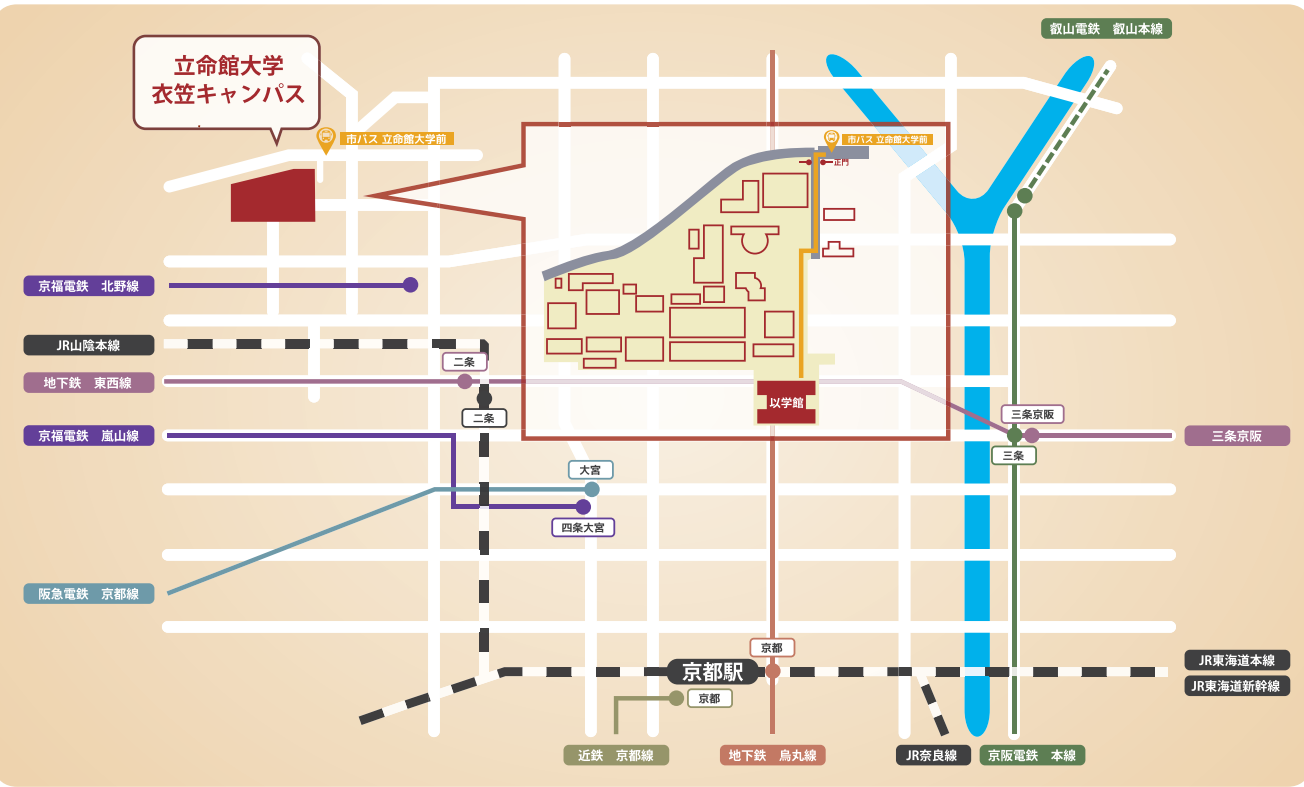 叡山電鉄　叡山本線
立命館大学
衣笠キャンパス
市バス 立命館大学前
市バス 立命館大学前
正門
京福電鉄　北野線
JR山陰本線
二条
地下鉄　東西線
二条
以学館
三条京阪
京福電鉄　嵐山線
三条京阪
三条
大宮
四条大宮
阪急電鉄　京都線
京都
京都駅
JR東海道本線
JR東海道新幹線
京都
近鉄　京都線
地下鉄　烏丸線
JR奈良線
京阪電鉄　本線